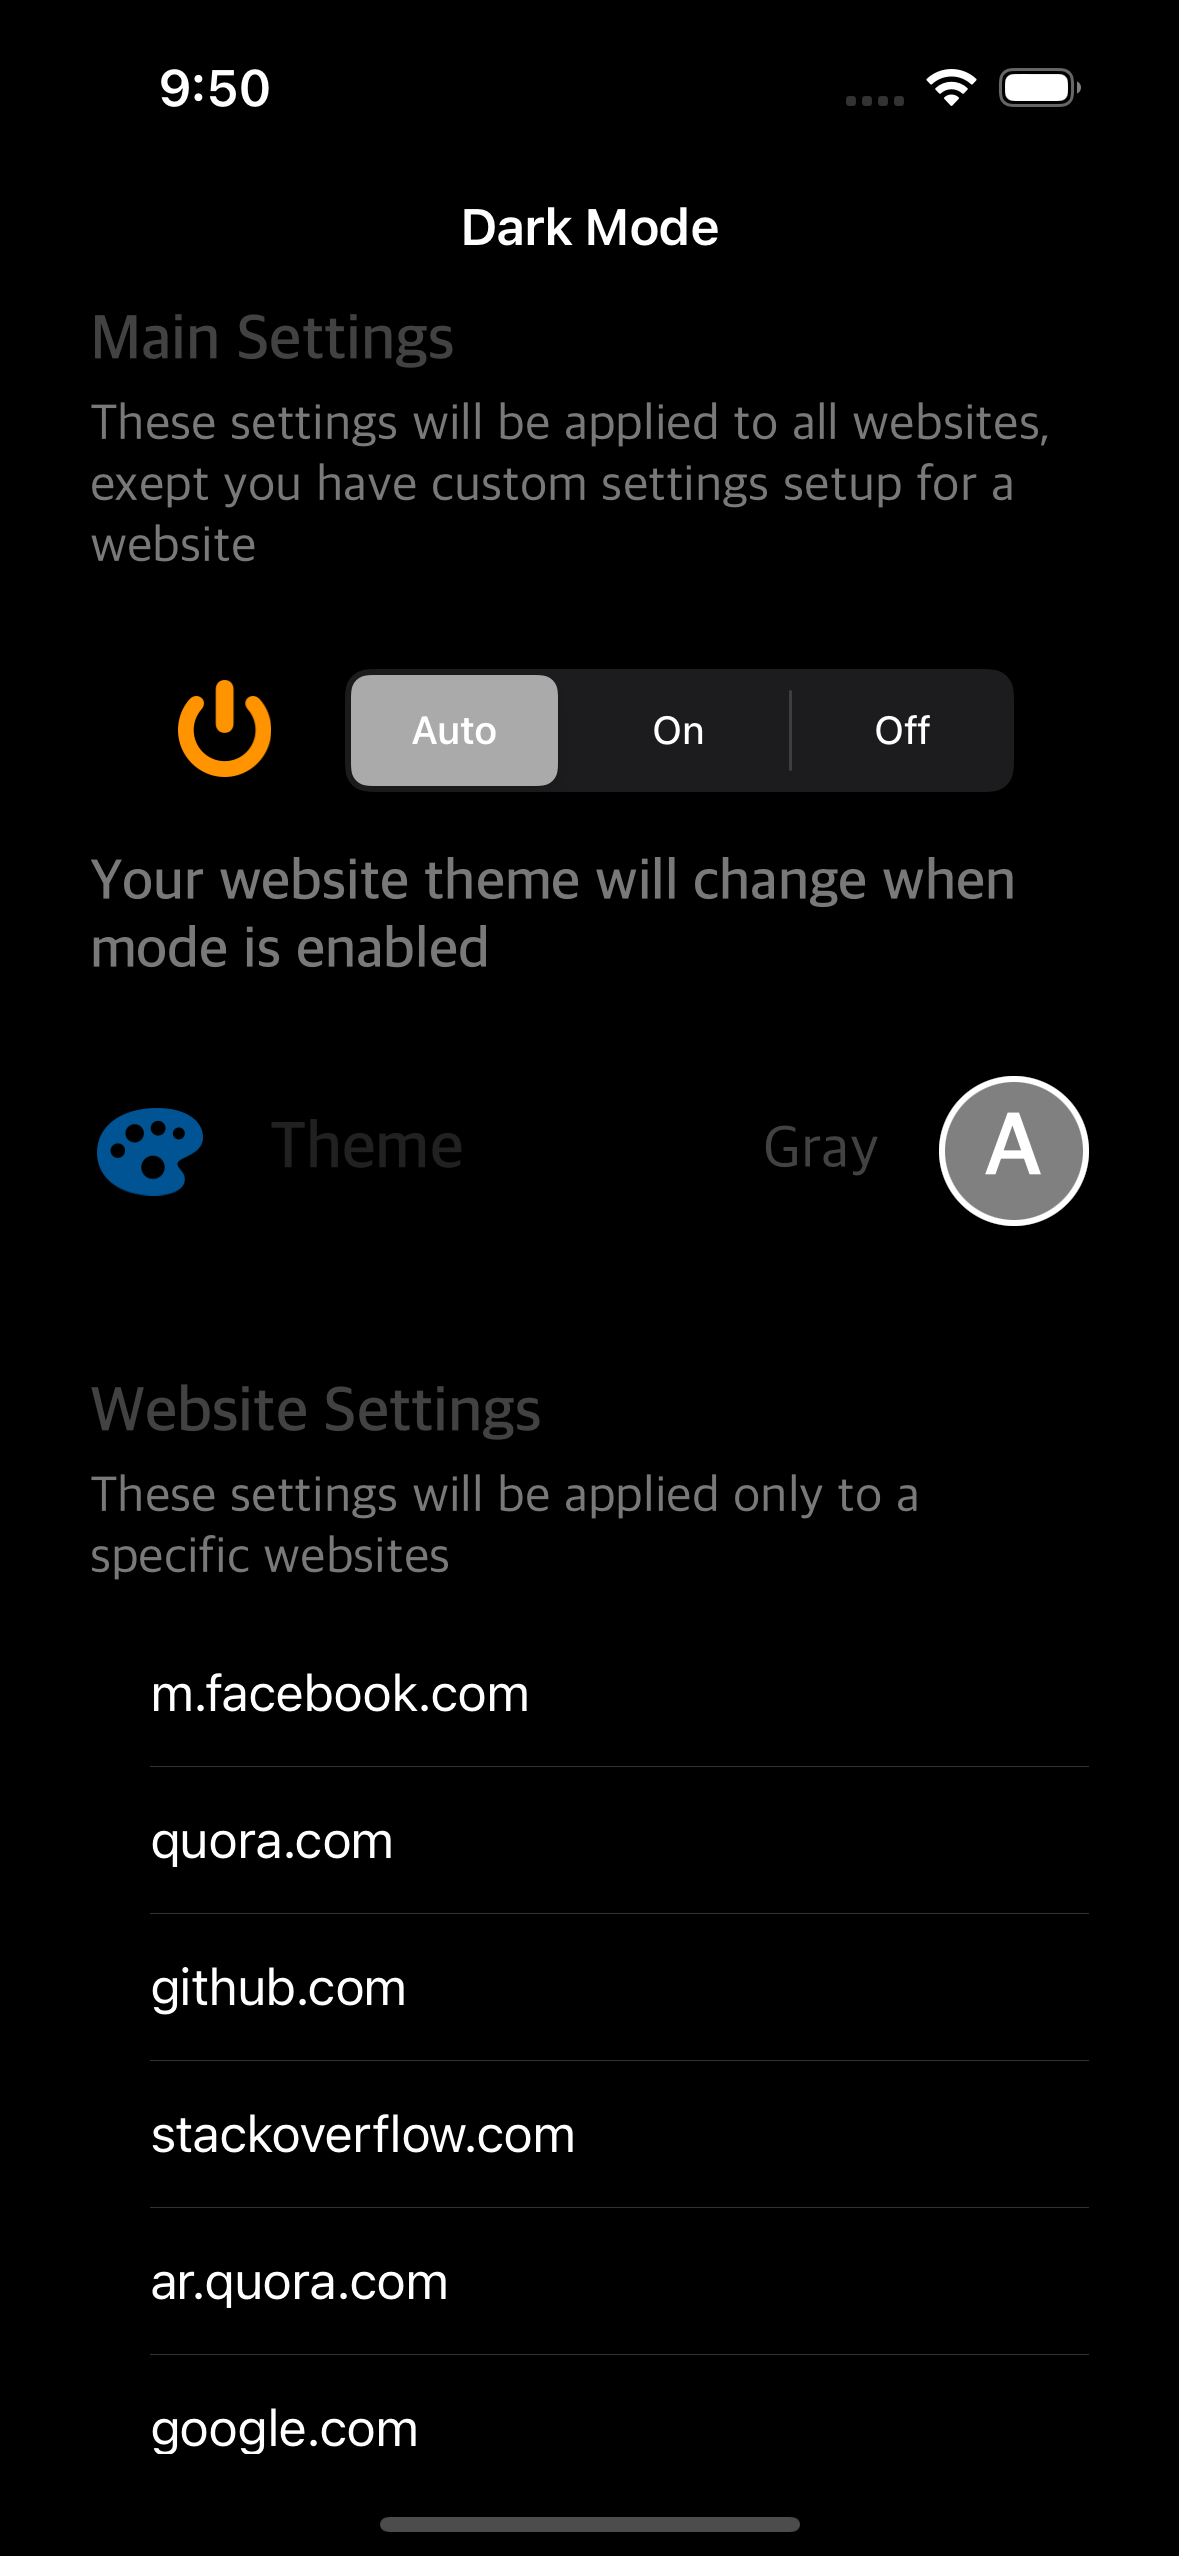 9:50
Dark Mode
Main Settings
These settings will be applied to all websites,
exept you have custom settings setup for a
website
Auto On Off
Your website theme will change when
mode is enabled
Theme Gray A
Website Settings
These settings will be applied only to a
specific websites
m.facebook.com
quora.com
github.com
stackoverflow.com
ar.quora.com
google.com